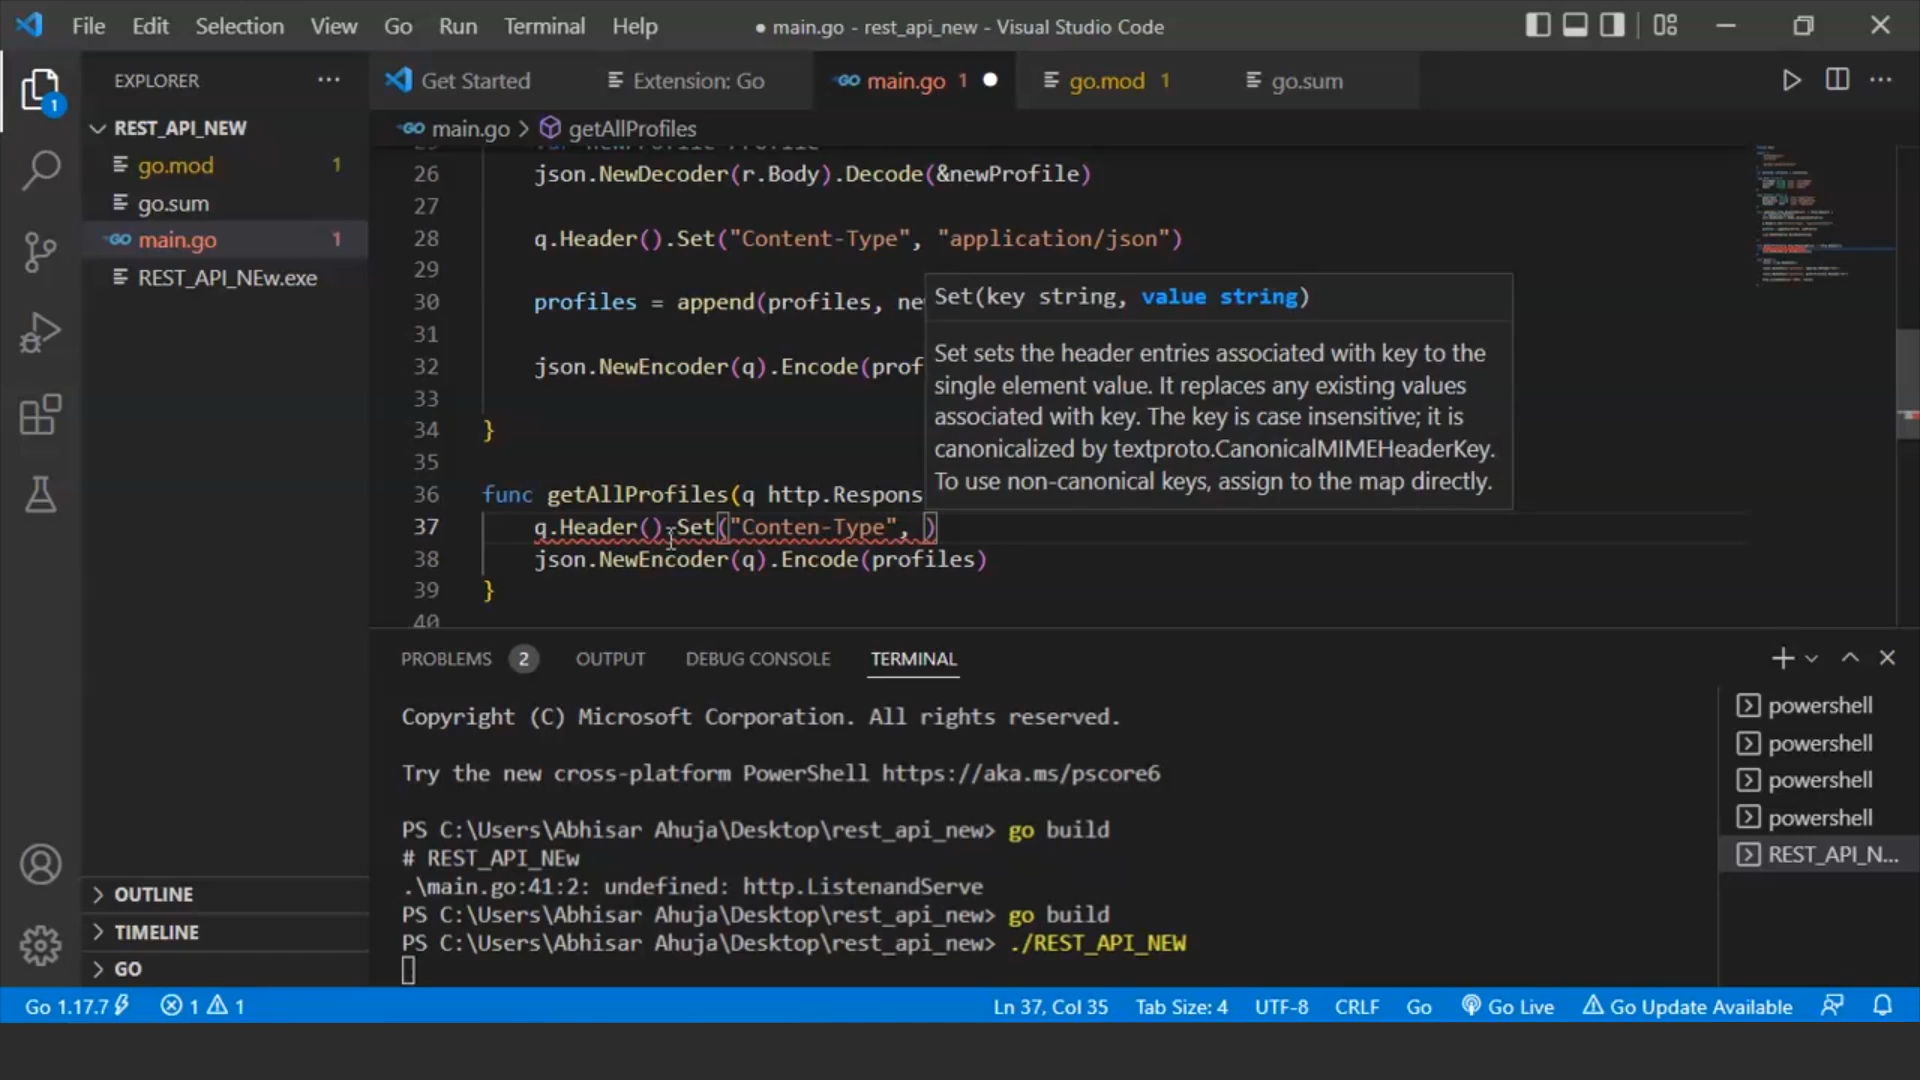 File Edit Selection View Go Run Terminal Help
● main.go - rest_api_new - Visual Studio Code
EXPLORER
Get Started
Extension: Go
main.go 1
go.mod 1
go.sum
1
REST_API_NEW
go.mod 1
go.sum
main.go 1
REST_API_NEw.exe
OUTLINE
TIMELINE
GO
main.go > getAllProfiles
26 json.NewDecoder(r.Body).Decode(&newProfile)
27
28 q.Header().Set("Content-Type", "application/json")
29
30 profiles = append(profiles, ne
31
32 json.NewEncoder(q).Encode(prof
33
34 }
35
36 func getAllProfiles(q http.Respons
37 q.Header().Set("Conten-Type", )
38 json.NewEncoder(q).Encode(profiles)
39 }
40
Set(key string, value string)
Set sets the header entries associated with key to the
single element value. It replaces any existing values
associated with key. The key is case insensitive; it is
canonicalized by textproto.CanonicalMIMEHeaderKey.
To use non-canonical keys, assign to the map directly.
PROBLEMS 2 OUTPUT DEBUG CONSOLE TERMINAL
Copyright (C) Microsoft Corporation. All rights reserved.
Try the new cross-platform PowerShell https://aka.ms/pscore6
PS C:\Users\Abhisar Ahuja\Desktop\rest_api_new> go build
# REST_API_NEw
.\main.go:41:2: undefined: http.ListenandServe
PS C:\Users\Abhisar Ahuja\Desktop\rest_api_new> go build
PS C:\Users\Abhisar Ahuja\Desktop\rest_api_new> ./REST_API_NEW
powershell
powershell
powershell
powershell
REST_API_N...
Go 1.17.7 1 1 Ln 37, Col 35 Tab Size: 4 UTF-8 CRLF Go Go Live Go Update Available